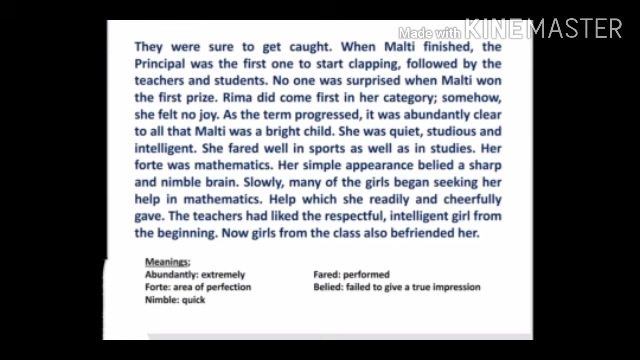 Made with KINEMASTER
They were sure to get caught. When Malti finished, the
Principal was the first one to start clapping, followed by the
teachers and students. No one was surprised when Malti won
the first prize. Rima did come first in her category; somehow,
she felt no joy. As the term progressed, it was abundantly clear
to all that Malti was a bright child. She was quiet, studious and
intelligent. She fared well in sports as well as in studies. Her
forte was mathematics. Her simple appearance belied a sharp
and nimble brain. Slowly, many of the girls began seeking her
help in mathematics. Help which she readily and cheerfully
gave. The teachers had liked the respectful, intelligent girl from
the beginning. Now girls from the class also befriended her.
Meanings;
Abundantly: extremely Fared: performed
Forte: area of perfection Belied: failed to give a true impression
Nimble: quick